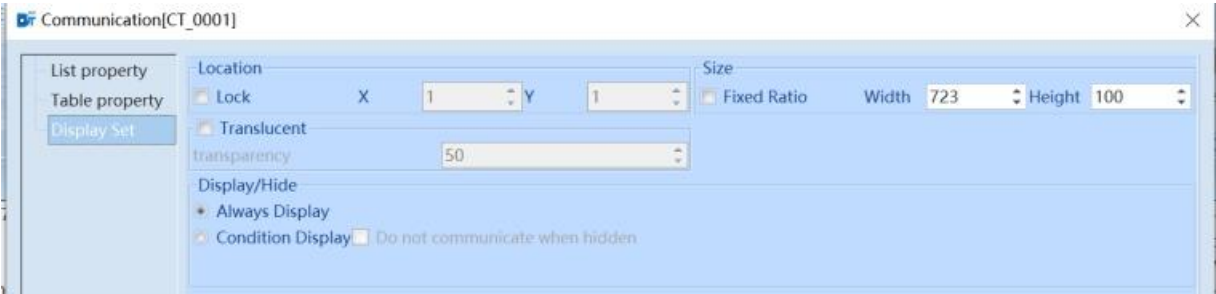 Communication[CT_0001]
List property
Table property
Display Set
Location
Lock X 1 Y 1
Size
Fixed Ratio Width 723 Height 100
Translucent
transparency 50
Display/Hide
Always Display
Condition Display Do not communicate when hidden